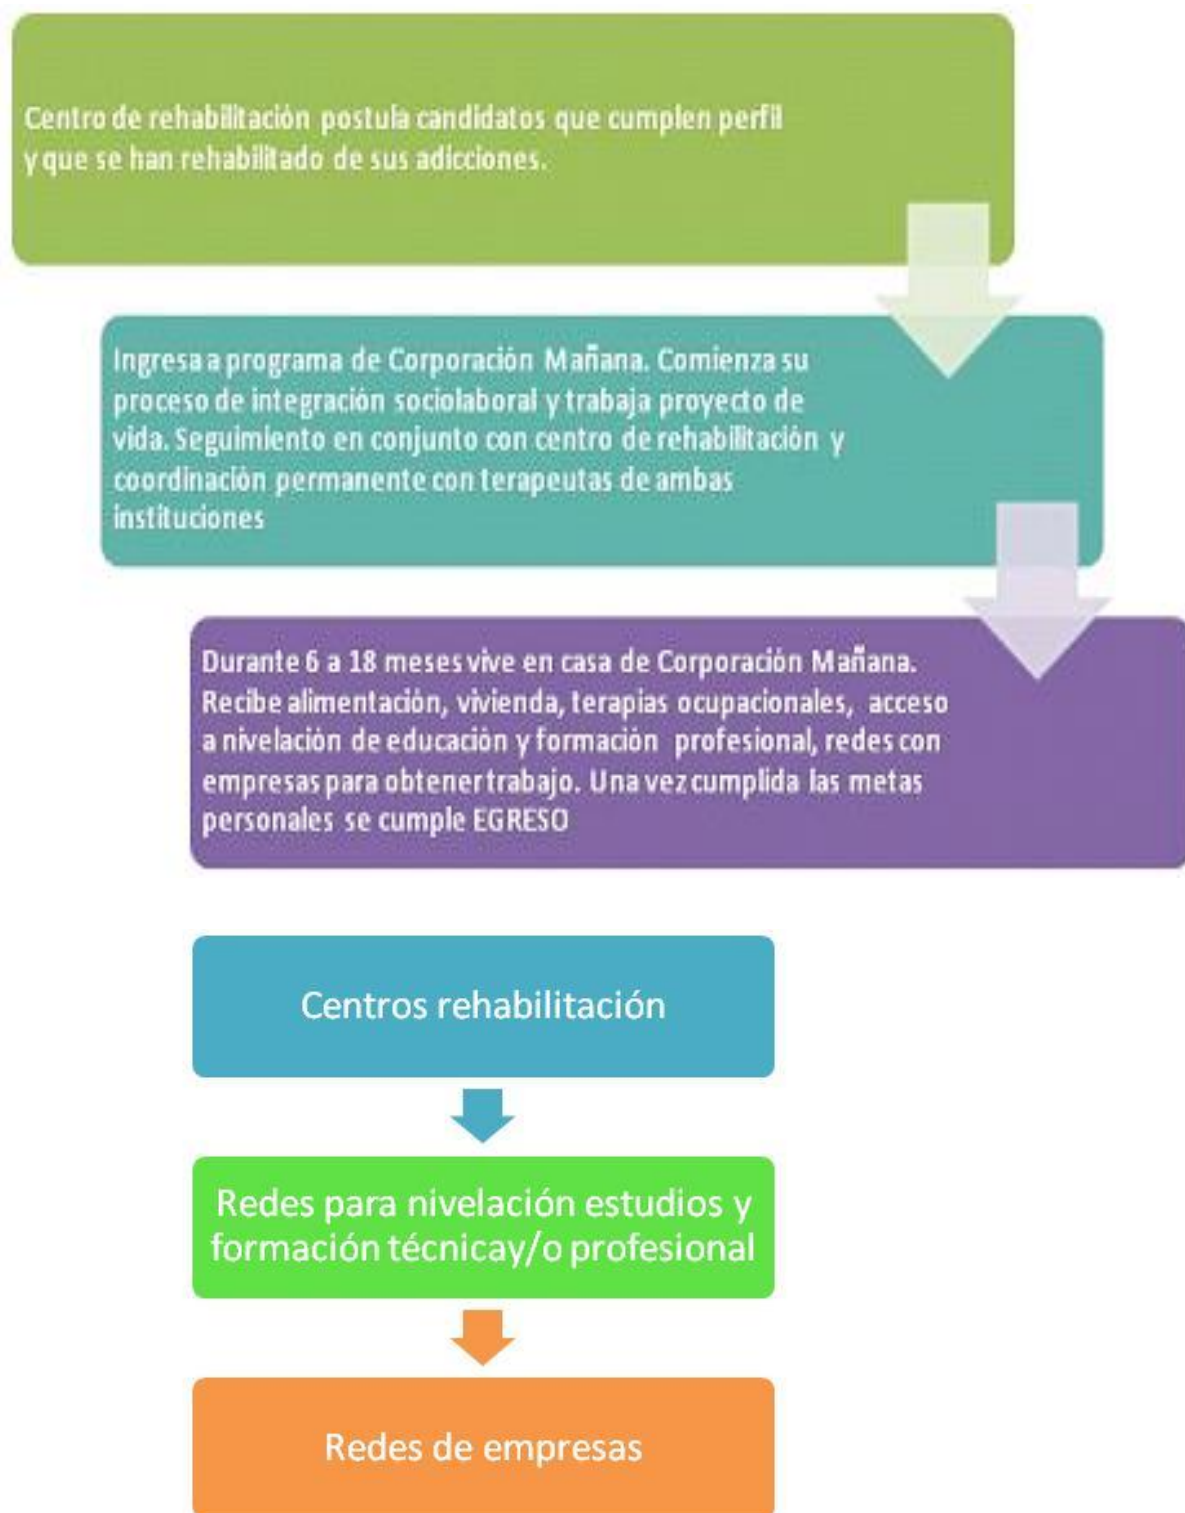 Centro de rehabilitación postula candidatos que cumplen perfil
y que se han rehabilitado de sus adicciones.
Ingresa a programa de Corporación Mañana. Comienza su
proceso de integración sociolaboral y trabaja proyecto de
vida. Seguimiento en conjunto con centro de rehabilitación y
coordinación permanente con terapeutas de ambas
instituciones
Durante 6 a 18 meses vive en casa de Corporación Mañana.
Recibe alimentación, vivienda, terapias ocupacionales, acceso
a nivelación de educación y formación profesional, redes con
empresas para obtener trabajo. Una vez cumplida las metas
personales se cumple EGRESO
Centros rehabilitación
Redes para nivelación estudios y
formación técnicay/o profesional
Redes de empresas